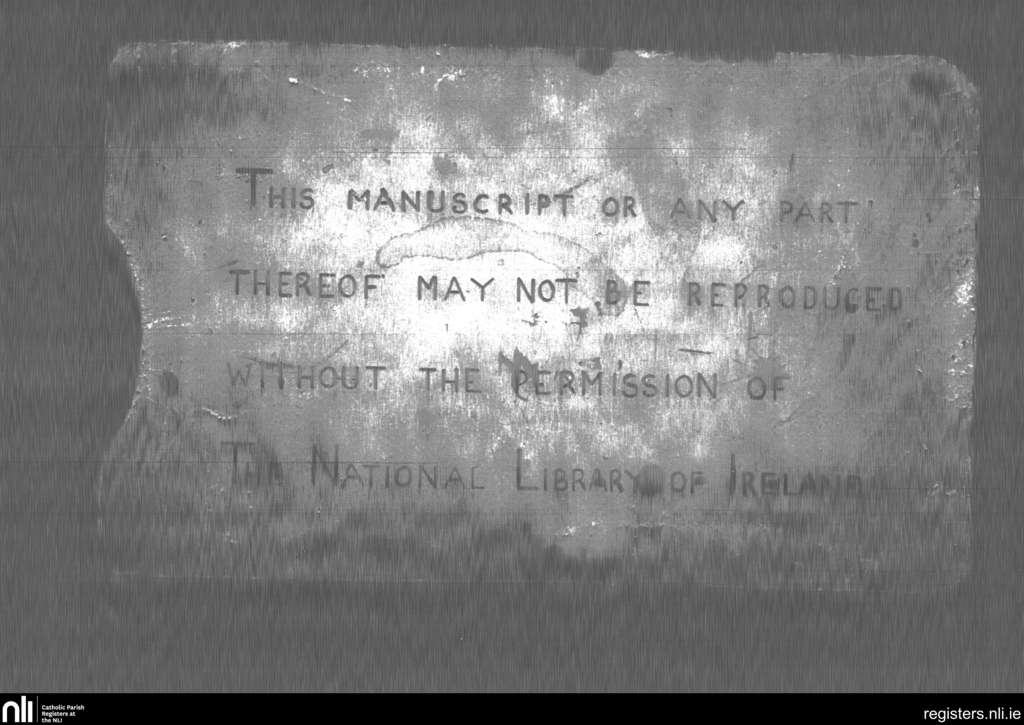 THIS MANUSCRIPT OR ANY PART
THEREOF MAY NOT BE REPRODUCED
WITHOUT THE PERMISSION OF
THE NATIONAL LIBRARY OF IRELAND
nli
Catholic Parish
Registers at
the NLI
registers.nli.ie